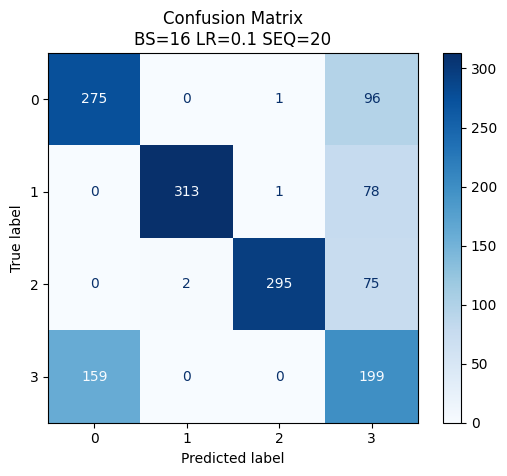 Confusion Matrix
BS=16 LR=0.1 SEQ=20
True label
0 275 0 1 96
1 0 313 1 78
2 0 2 295 75
3 159 0 0 199
0 1 2 3
Predicted label
300
250
200
150
100
50
0